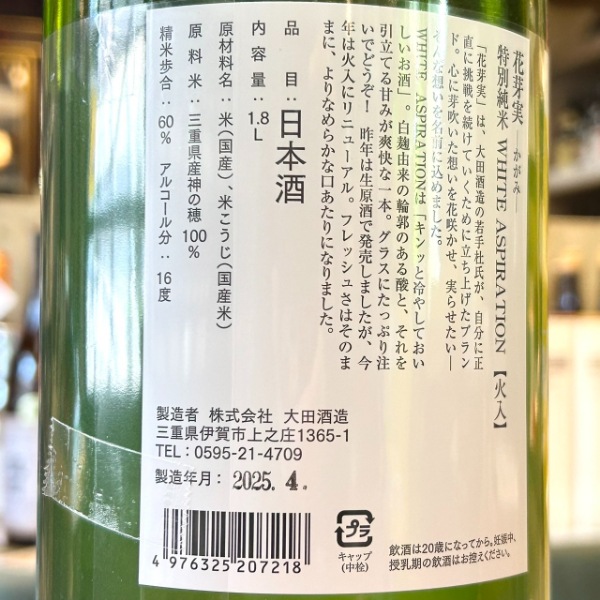 花芽実 ―かがみ―
特別純米 WHITE ASPIRATION 【火入】
「花芽実」は、大田酒造の若手杜氏が、自分に正
直に挑戦を続けていくために立ち上げたブラン
ド。心に芽吹いた想いを花咲かせ、実らせたい―
そんな想いを名前に込めました。
WHITE ASPIRATIONは「キンッと冷やしておい
しいお酒」。白麹由来の輪郭のある酸と、それを
引立てる甘みが爽快な一本。グラスにたっぷり注
いでどうぞ！ 昨年は生原酒で発売しましたが、今
年は火入にリニューアル。フレッシュさはそのま
まに、よりなめらかな口あたりになりました。
品目：日本酒
内容量：1.8L
原材料名：米（国産）、米こうじ（国産米）
原料米：三重県産神の穂100%
精米歩合：60% アルコール分：16度
製造者 株式会社 大田酒造
三重県伊賀市上之庄1365-1
TEL：0595-21-4709
製造年月：2025.4
4 976325 207218
プラ
キャップ
(中栓)
飲酒は20歳になってから。妊娠中、
授乳期の飲酒はお控えください。